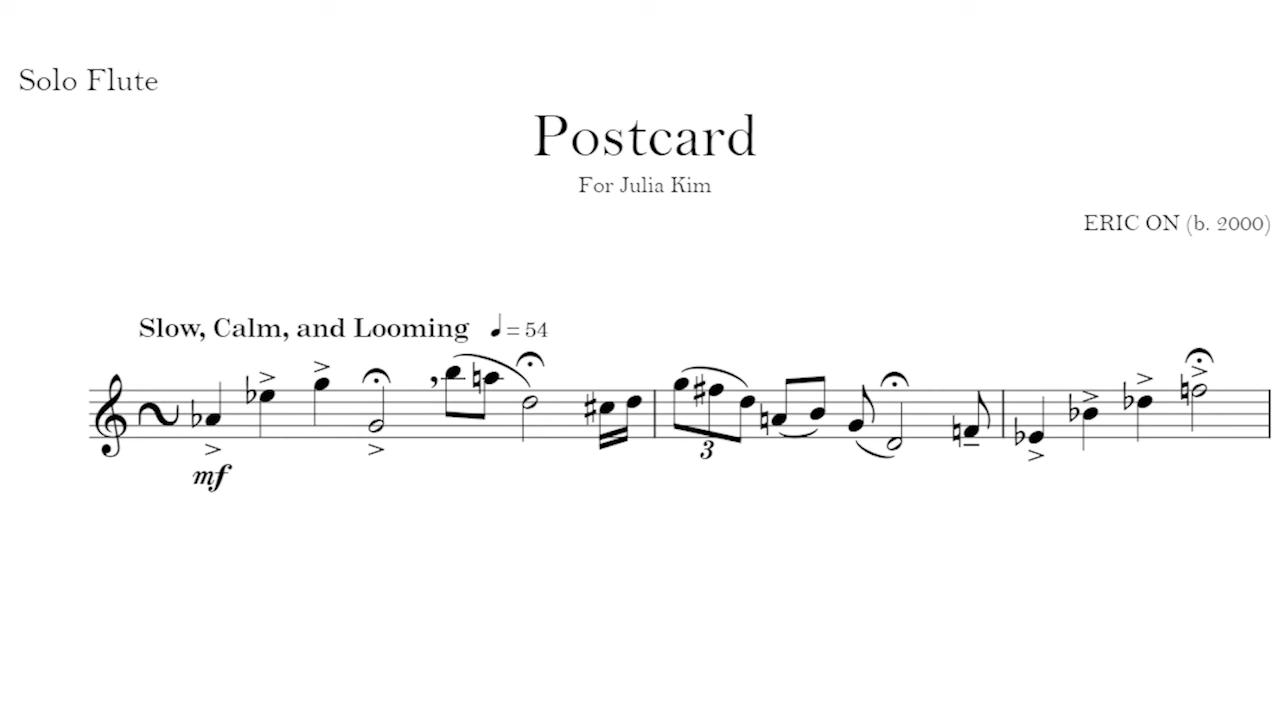 Solo Flute
Postcard
For Julia Kim
ERIC ON (b. 2000)
Slow, Calm, and Looming ♩ = 54
3
mf